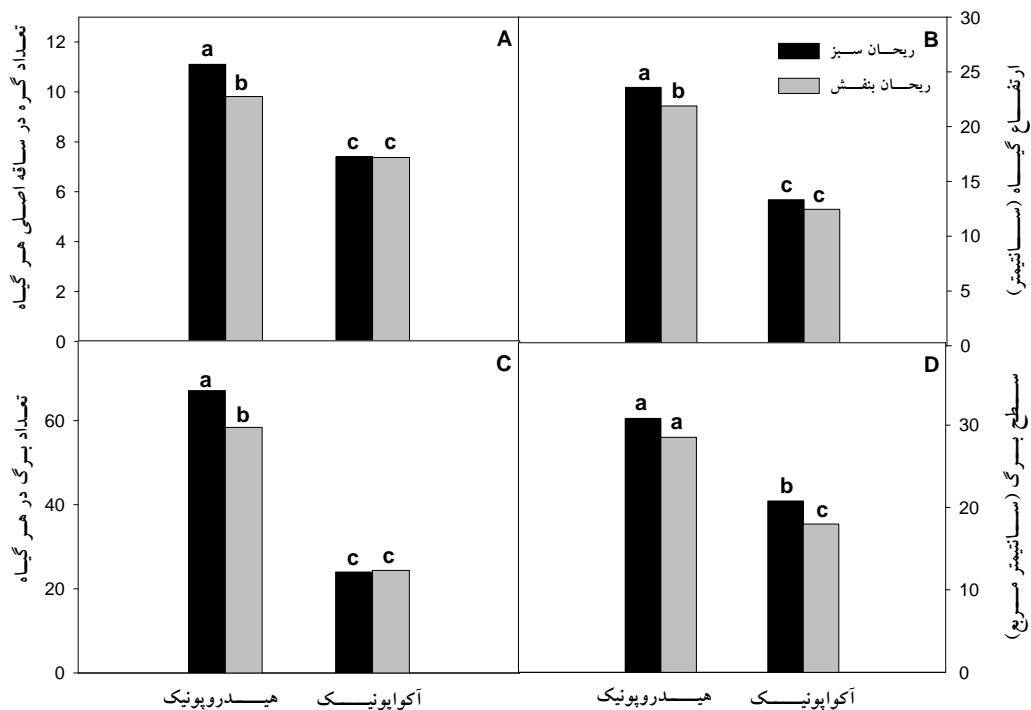 تعداد گره در ساقه اصلی هر گیاه
12
10
8
6
4
2
0
A
a
b
c
c
B
ریحان سبز
ریحان بنفش
a
b
c
c
30
25
20
15
10
5
0
ارتفاع گیاه (سانتیمتر)
تعداد برگ در هر گیاه
60
40
20
0
C
a
b
c
c
هیدروپونیک
آکواپونیک
D
a
a
b
c
30
20
10
0
سطح برگ (سانتیمتر مربع)
هیدروپونیک
آکواپونیک